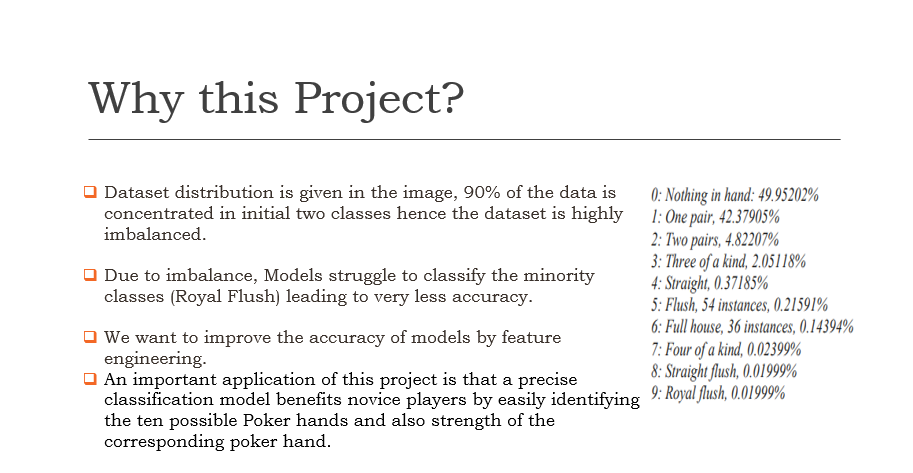 Why this Project?
Dataset distribution is given in the image, 90% of the data is
concentrated in initial two classes hence the dataset is highly
imbalanced.
Due to imbalance, Models struggle to classify the minority
classes (Royal Flush) leading to very less accuracy.
We want to improve the accuracy of models by feature
engineering.
An important application of this project is that a precise
classification model benefits novice players by easily identifying
the ten possible Poker hands and also strength of the
corresponding poker hand.
0: Nothing in hand: 49.95202%
1: One pair, 42.37905%
2: Two pairs, 4.82207%
3: Three of a kind, 2.05118%
4: Straight, 0.37185%
5: Flush, 54 instances, 0.21591%
6: Full house, 36 instances, 0.14394%
7: Four of a kind, 0.02399%
8: Straight flush, 0.01999%
9: Royal flush, 0.01999%